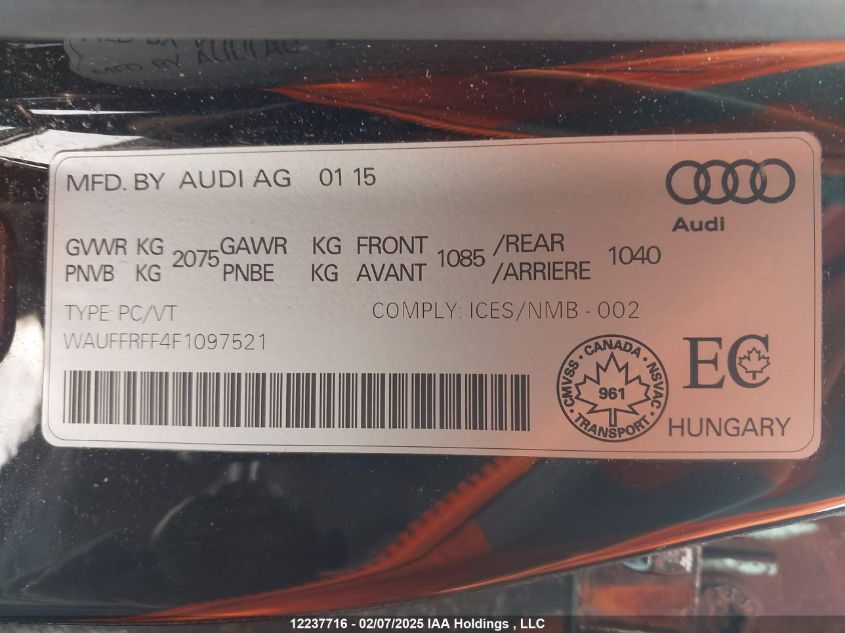 MFD. BY AUDI AG 01 15
Audi
GVWR KG 2075 GAWR KG FRONT 1085 /REAR 1040
PNVB KG PNBE KG AVANT /ARRIERE
TYPE: PC/VT COMPLY: ICES/NMB - 002
WAUFFRFF4F1097521
CMVSS • CANADA • NSVAC • TRANSPORT •
961
EC
HUNGARY
12237716 - 02/07/2025 IAA Holdings , LLC